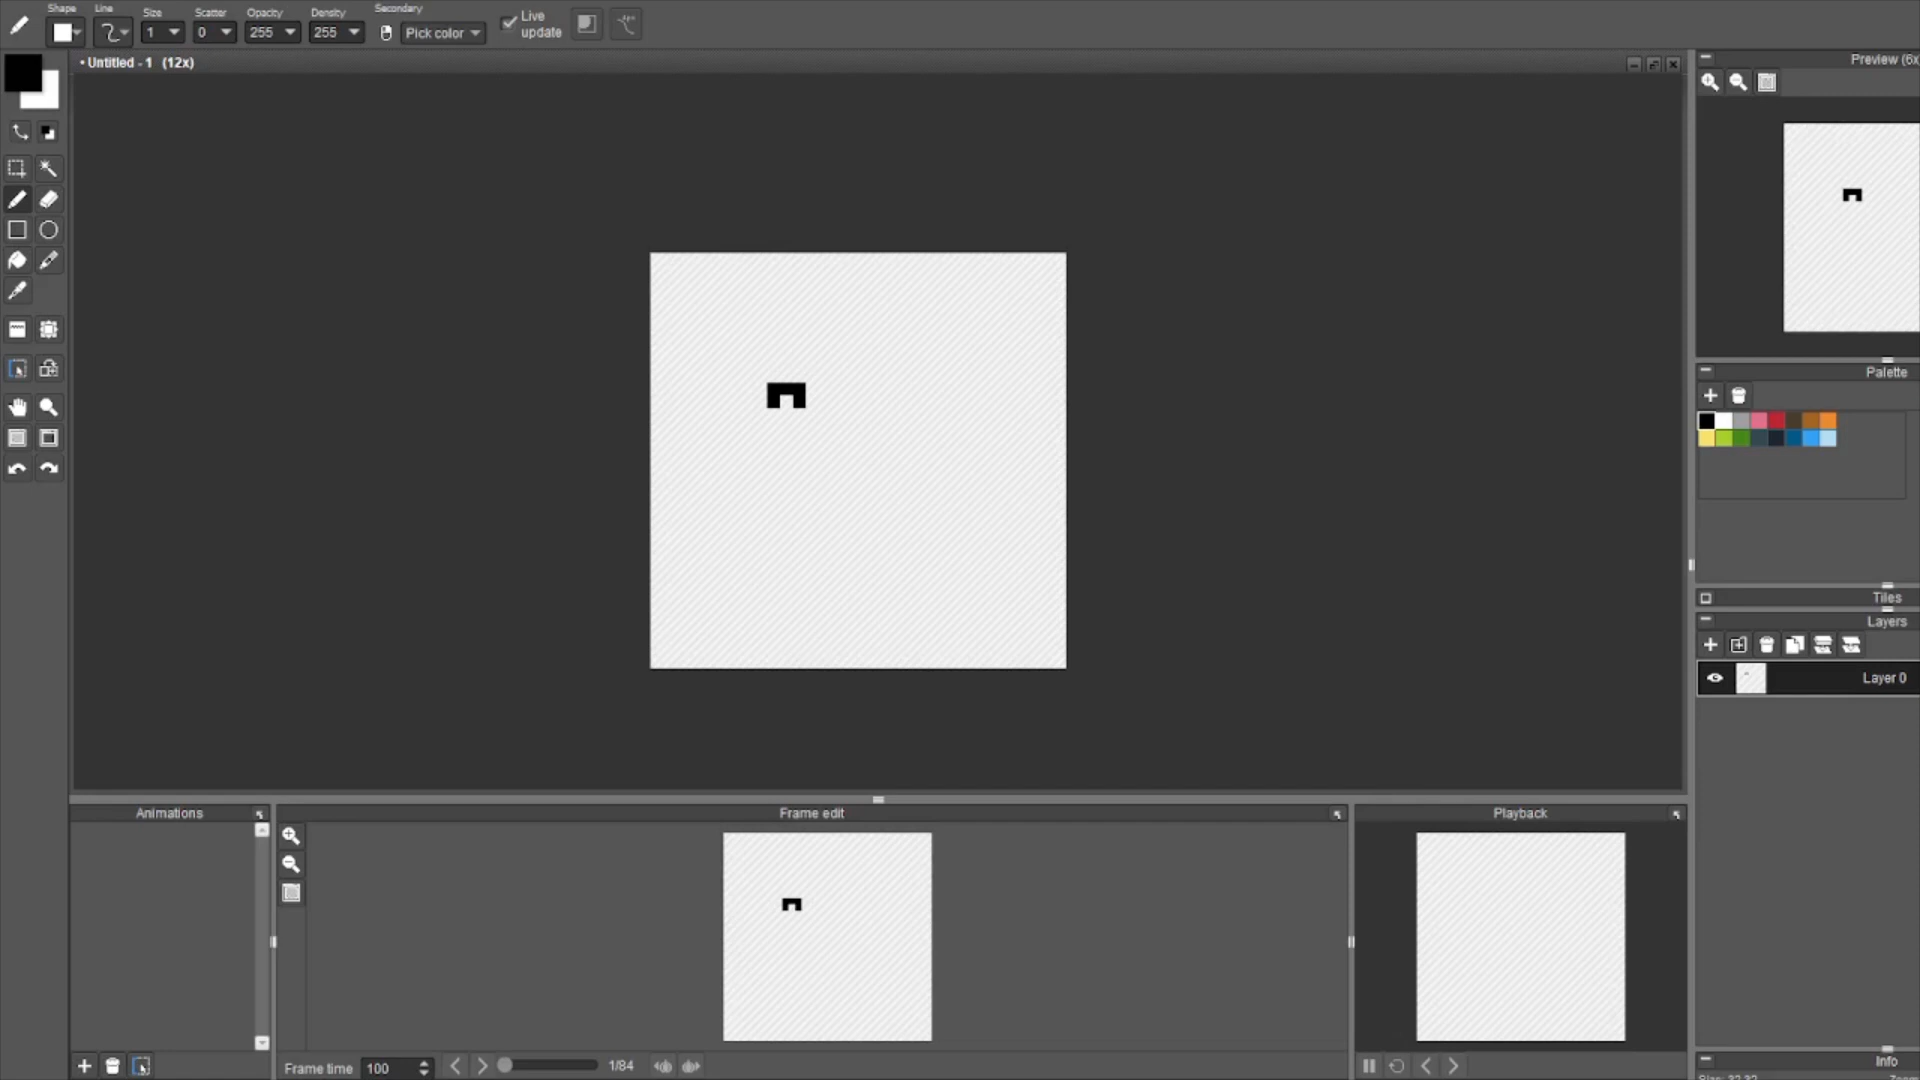 Shape Line Size Scatter Opacity Density Secondary
1 0 255 255 Pick color Live update
• Untitled - 1 (12x)
Preview (6x
Palette
Tiles
Layers
Layer 0
Animations Frame edit Playback
Frame time 100 1/84
Info